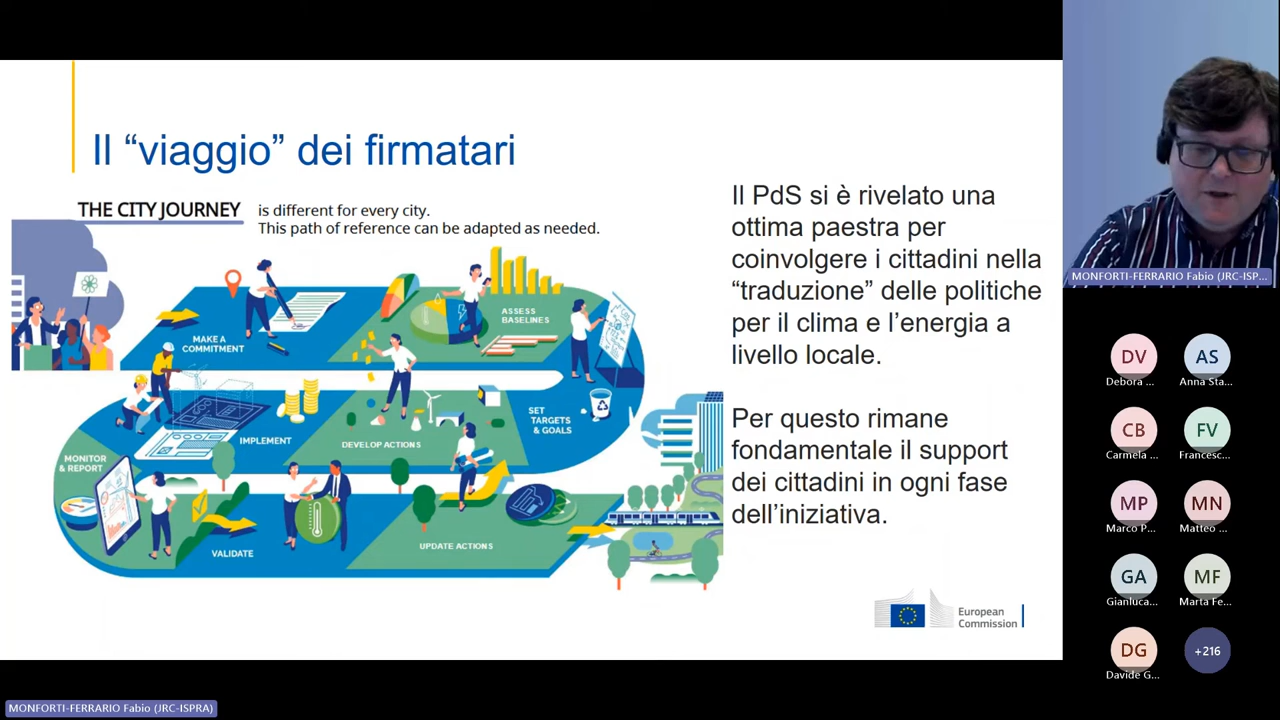 Il “viaggio” dei firmatari
THE CITY JOURNEY
is different for every city.
This path of reference can be adapted as needed.
MAKE A
COMMITMENT
ASSESS
BASELINES
SET
TARGETS
& GOALS
DEVELOP ACTIONS
IMPLEMENT
MONITOR
& REPORT
VALIDATE
UPDATE ACTIONS
Il PdS si è rivelato una
ottima paestra per
coinvolgere i cittadini nella
“traduzione” delle politiche
per il clima e l’energia a
livello locale.
Per questo rimane
fondamentale il support
dei cittadini in ogni fase
dell’iniziativa.
European
Commission
MONFORTI-FERRARIO Fabio (JRC-ISP...
DV
Debora ...
AS
Anna Sta...
CB
Carmela ...
FV
Francesc...
MP
Marco P...
MN
Matteo ...
GA
Gianluca...
MF
Marta Fe...
DG
Davide G...
+216
MONFORTI-FERRARIO Fabio (JRC-ISPRA)